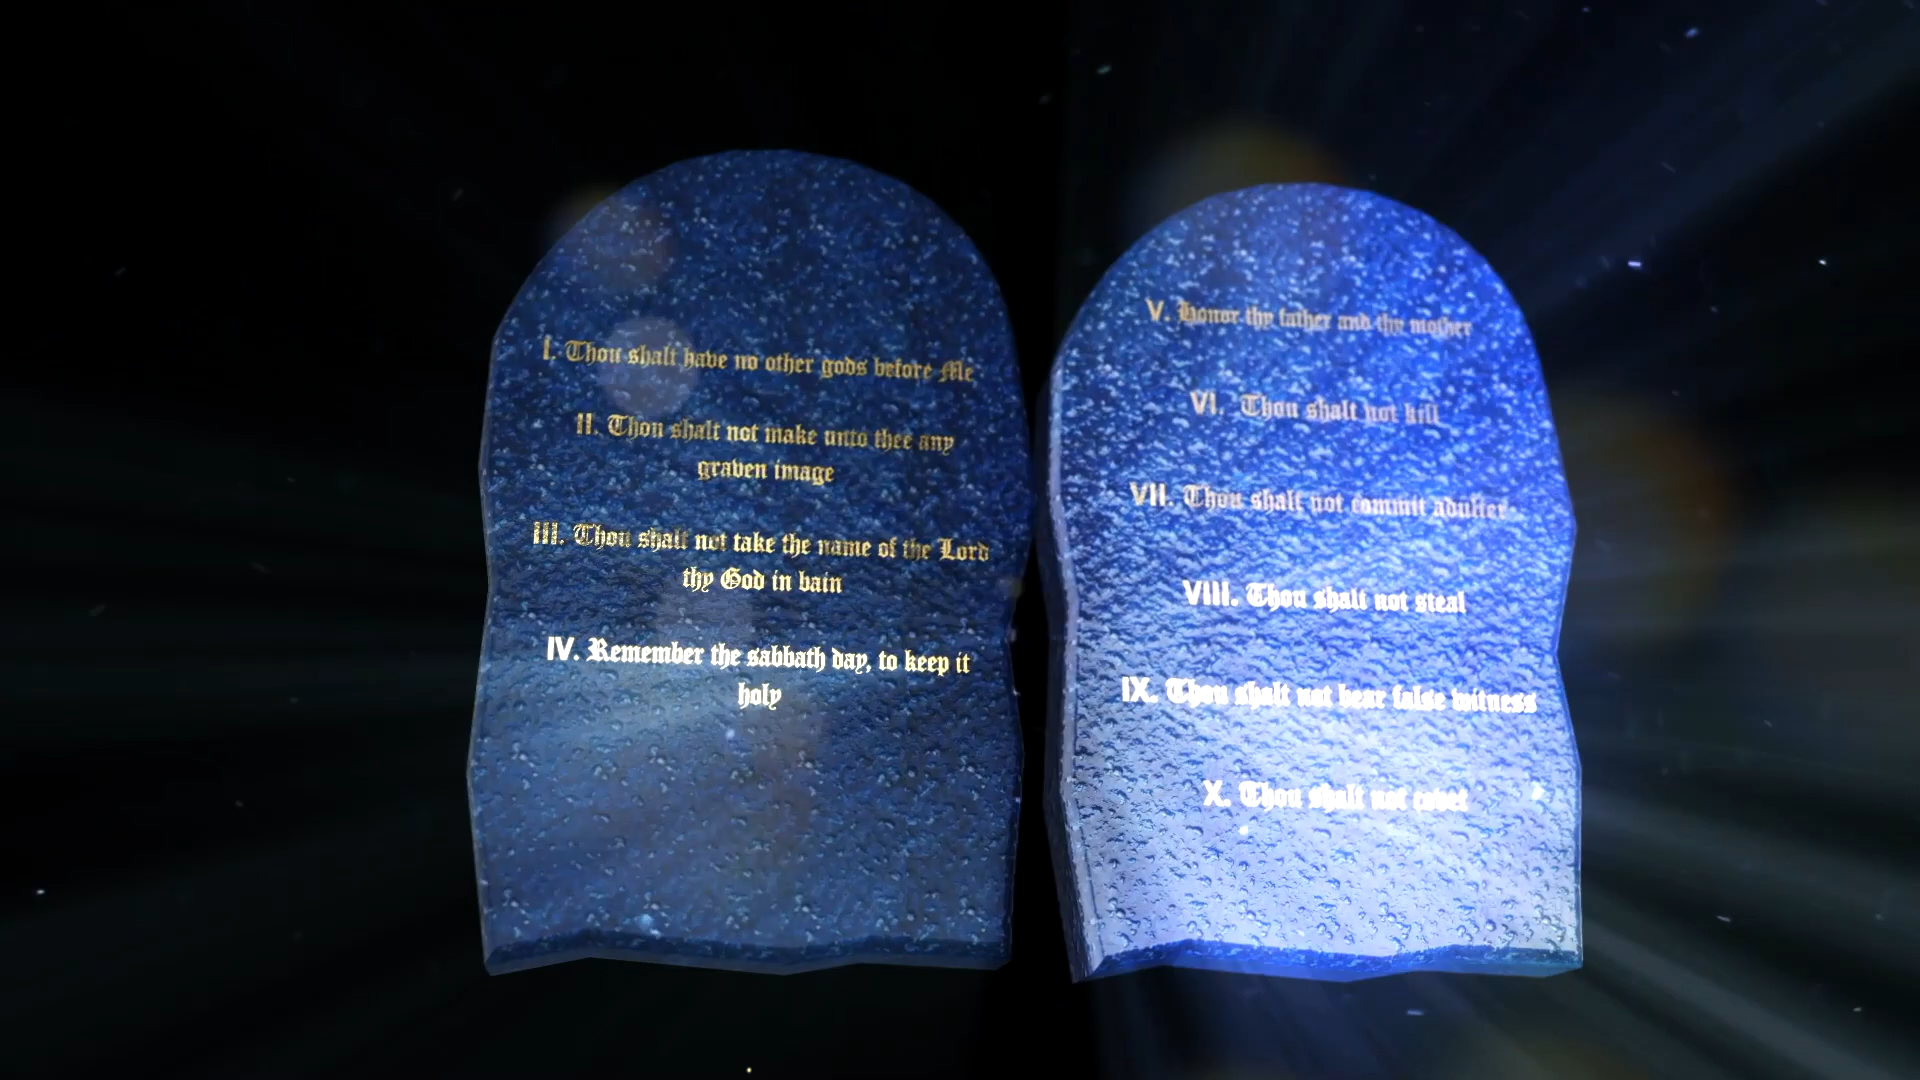 I. Thou shalt have no other gods before Me
II. Thou shalt not make unto thee any
graven image
III. Thou shalt not take the name of the Lord
thy God in vain
IV. Remember the sabbath day, to keep it
holy
V. Honor thy father and thy mother
VI. Thou shalt not kill
VII. Thou shalt not commit adulter
VIII. Thou shalt not steal
IX. Thou shalt not bear false witness
X. Thou shalt not covet